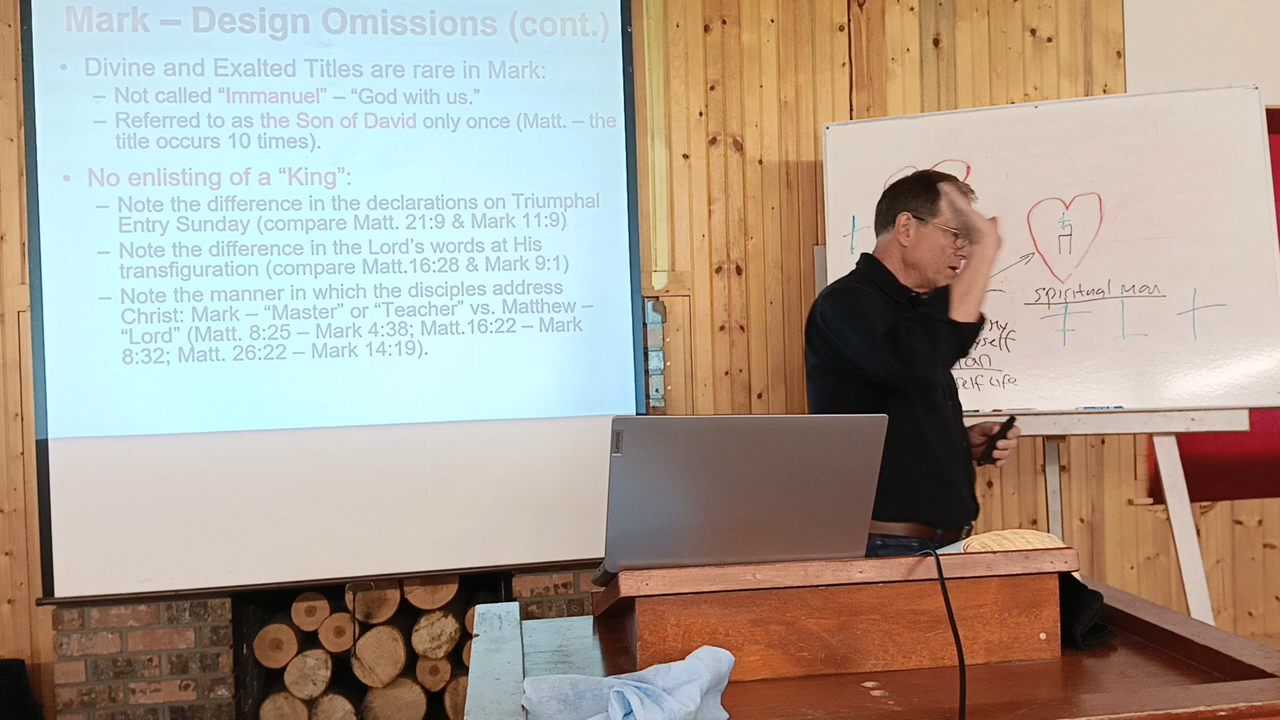 Mark – Design Omissions (cont.)
• Divine and Exalted Titles are rare in Mark:
– Not called “Immanuel” – “God with us.”
– Referred to as the Son of David only once (Matt. – the
title occurs 10 times).
• No enlisting of a “King”:
– Note the difference in the declarations on Triumphal
Entry Sunday (compare Matt. 21:9 & Mark 11:9)
– Note the difference in the Lord’s words at His
transfiguration (compare Matt.16:28 & Mark 9:1)
– Note the manner in which the disciples address
Christ: Mark – “Master” or “Teacher” vs. Matthew –
“Lord” (Matt. 8:25 – Mark 4:38; Matt.16:22 – Mark
8:32; Matt. 26:22 – Mark 14:19).
spiritual man
self life
Lenovo